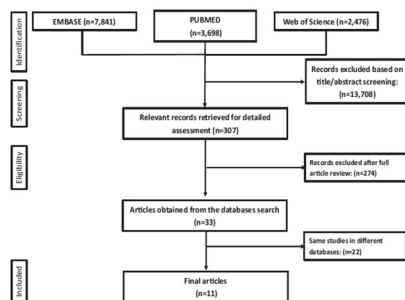 EMBASE (n=7,841)
PUBMED
(n=3,698)
Web of Science (n=2,476)
Identification
Records excluded based on
title/abstract screening:
(n=13,708)
Screening
Relevant records retrieved for detailed
assessment (n=307)
Eligibility
Records excluded after full
article review: (n=274)
Articles obtained from the databases search
(n=33)
Same studies in different
databases: (n=22)
Included
Final articles
(n=11)